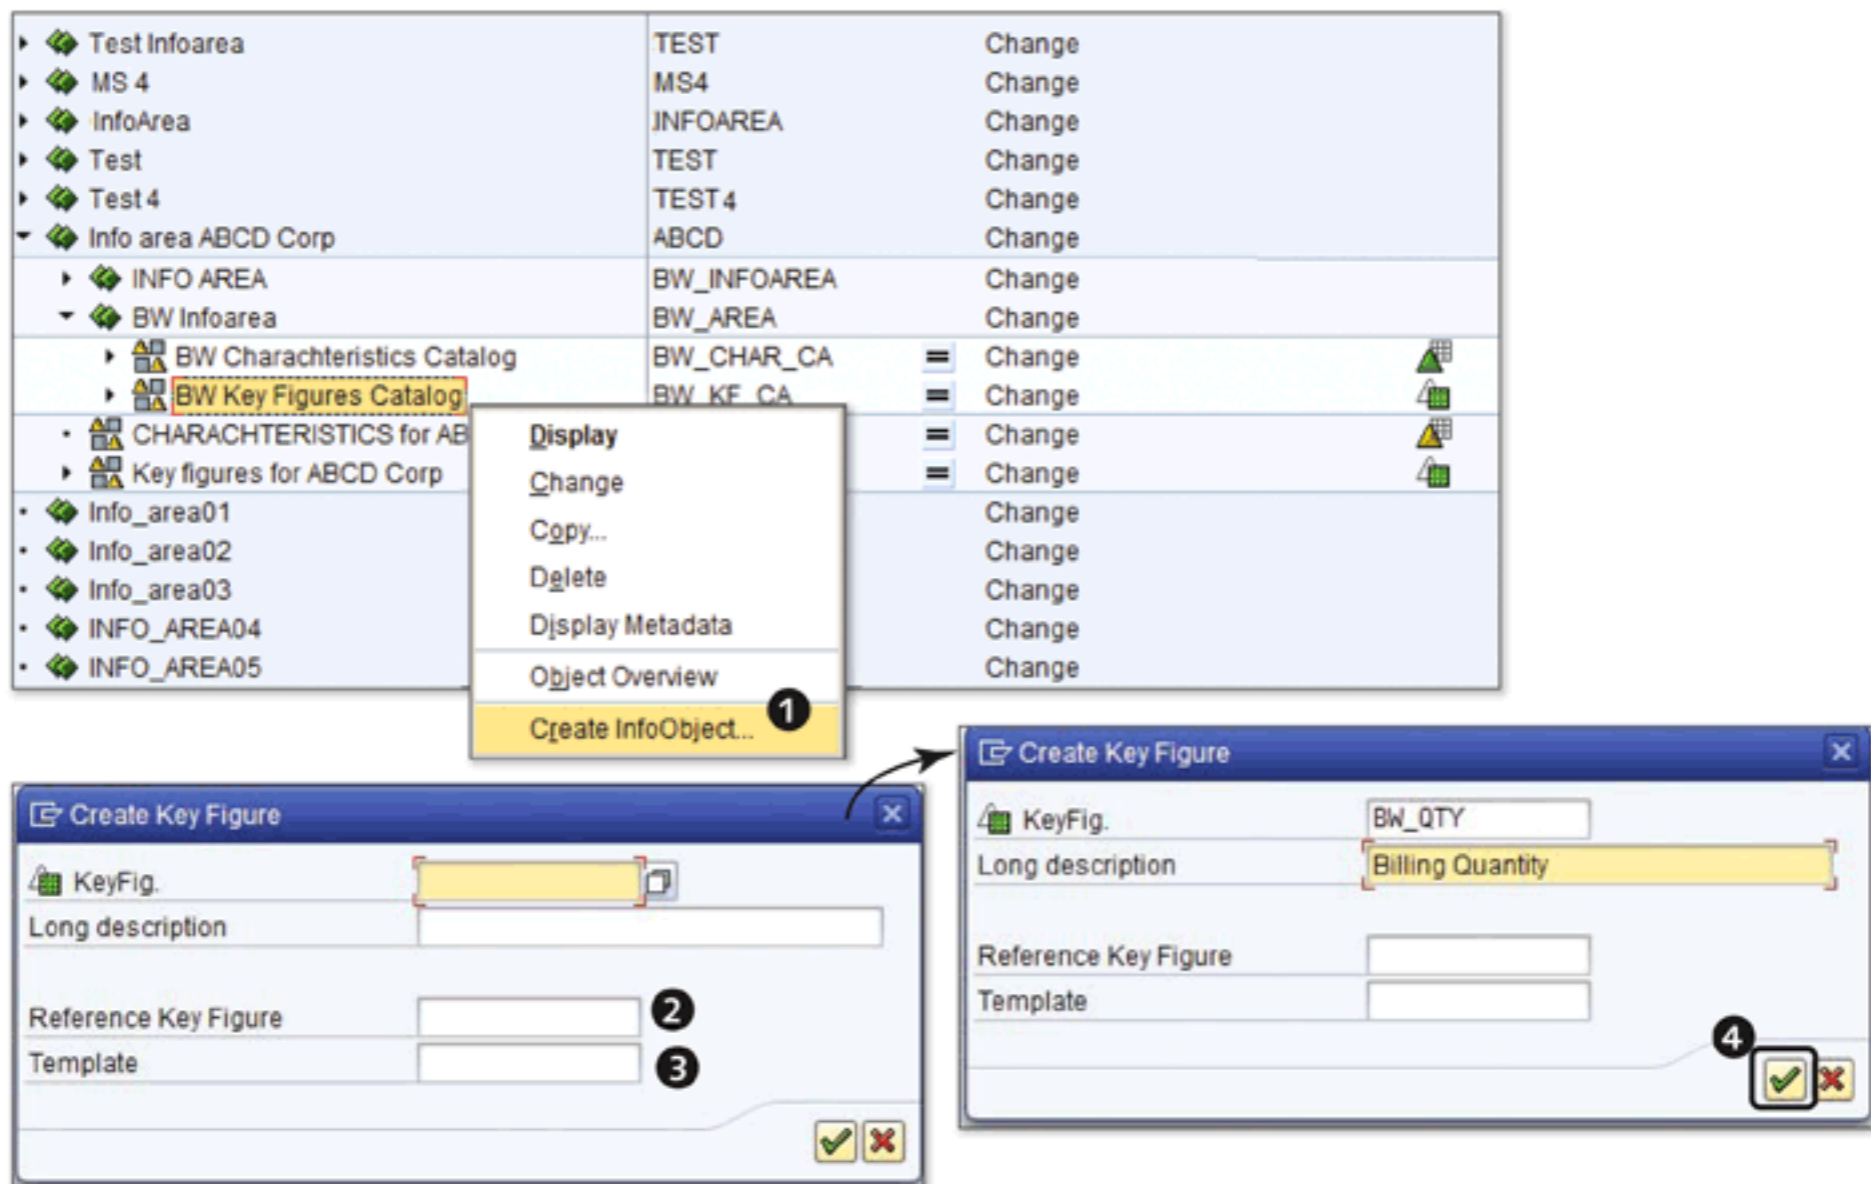 Test Infoarea TEST Change
MS 4 MS4 Change
InfoArea INFOAREA Change
Test TEST Change
Test 4 TEST4 Change
Info area ABCD Corp ABCD Change
INFO AREA BW_INFOAREA Change
BW Infoarea BW_AREA Change
BW Charachteristics Catalog BW_CHAR_CA = Change
BW Key Figures Catalog BW_KF_CA = Change
CHARACHTERISTICS for AB = Change
Key figures for ABCD Corp = Change
Info_area01 Change
Info_area02 Change
Info_area03 Change
INFO_AREA04 Change
INFO_AREA05 Change
Display
Change
Copy...
Delete
Display Metadata
Object Overview
Create InfoObject... 1
Create Key Figure
KeyFig.
Long description
Reference Key Figure 2
Template 3
Create Key Figure
KeyFig. BW_QTY
Long description Billing Quantity
Reference Key Figure
Template
4